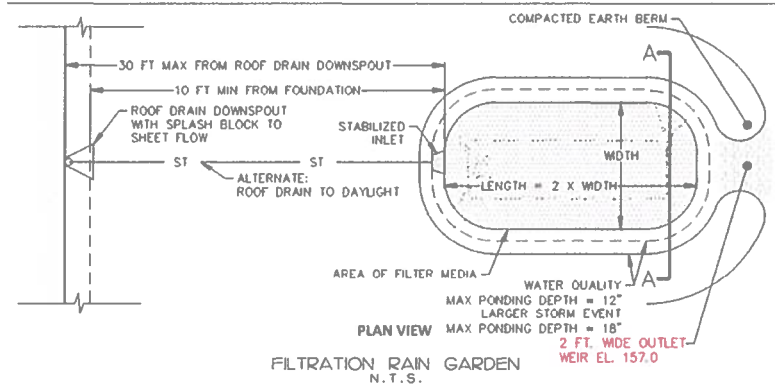 COMPACTED EARTH BERM
A
30 FT MAX FROM ROOF DRAIN DOWNSPOUT
10 FT MIN FROM FOUNDATION
ROOF DRAIN DOWNSPOUT
WITH SPLASH BLOCK TO
SHEET FLOW
STABILIZED
INLET
ST
ST
WIDTH
ALTERNATE:
ROOF DRAIN TO DAYLIGHT
LENGTH = 2 X WIDTH
AREA OF FILTER MEDIA
A
WATER QUALITY
MAX PONDING DEPTH = 12"
LARGER STORM EVENT
MAX PONDING DEPTH = 18"
PLAN VIEW
2 FT. WIDE OUTLET
WEIR EL. 157.0
FILTRATION RAIN GARDEN
N.T.S.